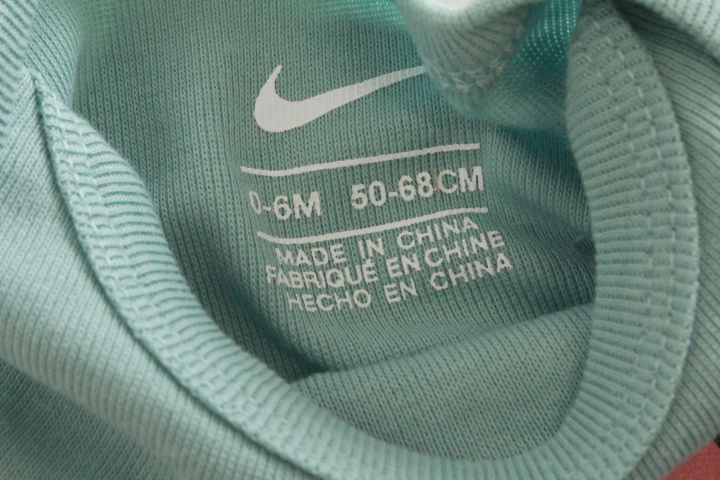 0-6M 50-68CM
MADE IN CHINA
FABRIQUÉ EN CHINE
HECHO EN CHINA